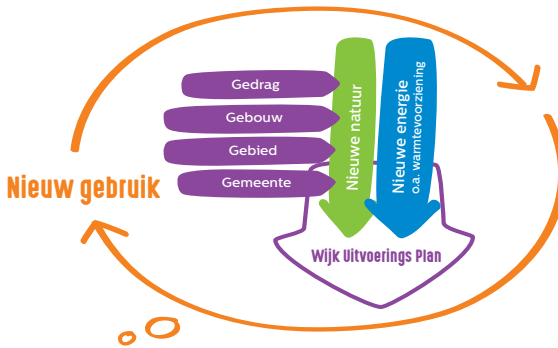 Gedrag
Gebouw
Gebied
Gemeente
Nieuwe natuur
Nieuwe energie
o.a. warmtevoorziening
Nieuw gebruik
Wijk Uitvoerings Plan